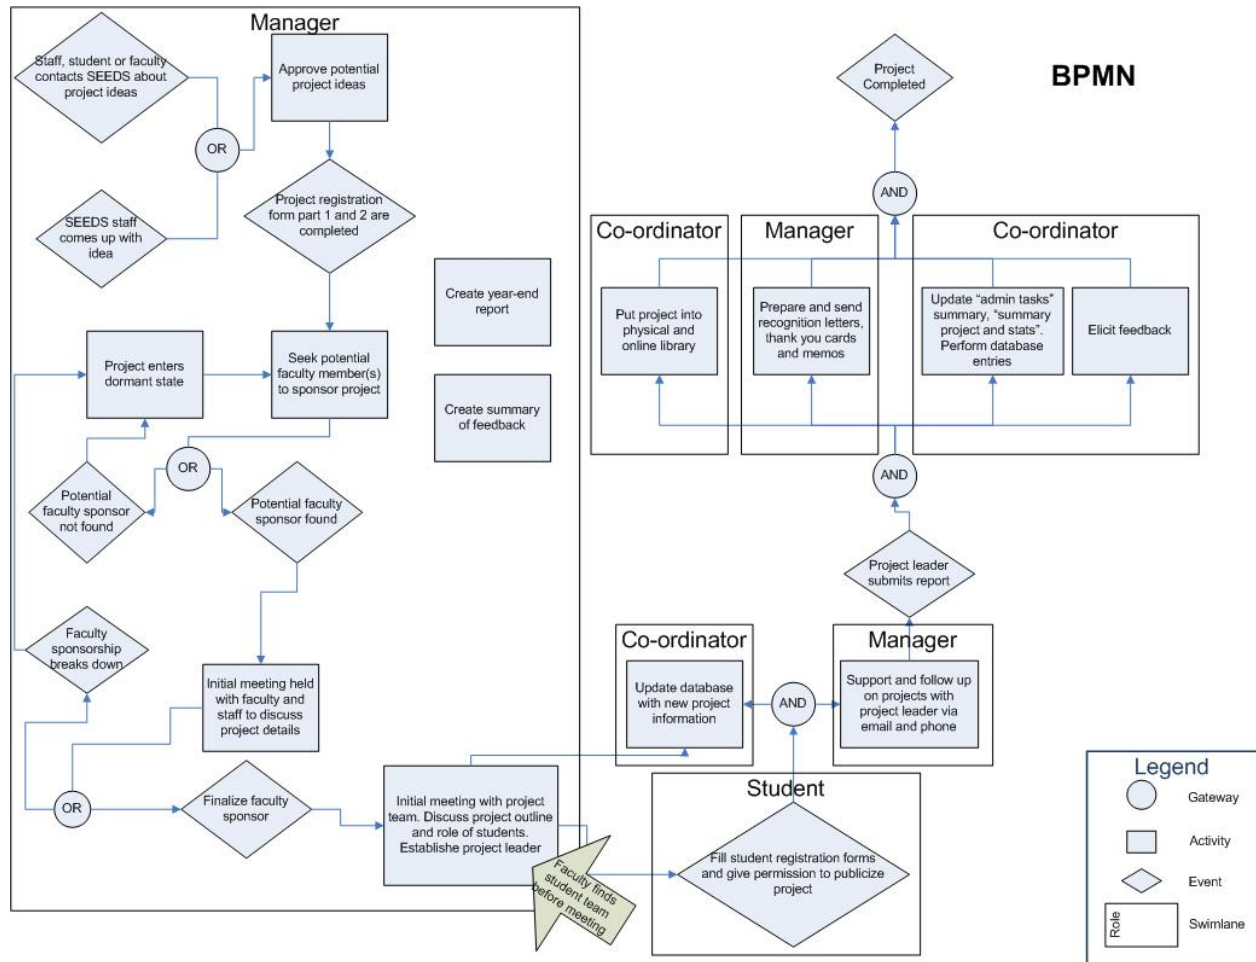 Manager
Staff, student or faculty
contacts SEEDS about
project ideas
Approve potential
project ideas
OR
SEEDS staff
comes up with
idea
Project registration
form part 1 and 2 are
completed
Create year-end
report
Project enters
dormant state
Seek potential
faculty member(s)
to sponsor project
Create summary
of feedback
OR
Potential
faculty sponsor
not found
Potential faculty
sponsor found
Faculty
sponsorship
breaks down
Initial meeting held
with faculty and
staff to discuss
project details
OR
Finalize faculty
sponsor
Initial meeting with project
team. Discuss project outline
and role of students.
Establishe project leader
Faculty finds
student team
before meeting
Student
Fill student registration forms
and give permission to publicize
project
Co-ordinator
Update database
with new project
information
AND
Manager
Support and follow up
on projects with
project leader via
email and phone
Project leader
submits report
AND
Co-ordinator
Put project into
physical and
online library
Manager
Prepare and send
recognition letters,
thank you cards
and memos
Co-ordinator
Update “admin tasks”
summary, “summary
project and stats”.
Perform database
entries
Elicit feedback
AND
Project
Completed
BPMN
Legend
Gateway
Activity
Event
Role
Swimlane